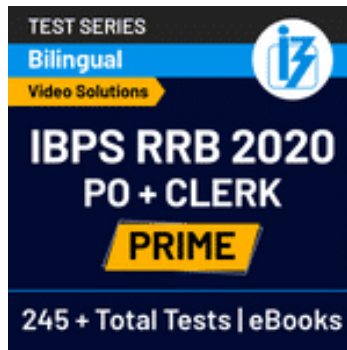 TEST SERIES
Bilingual
Video Solutions
IBPS RRB 2020
PO + CLERK
PRIME
245 + Total Tests | eBooks